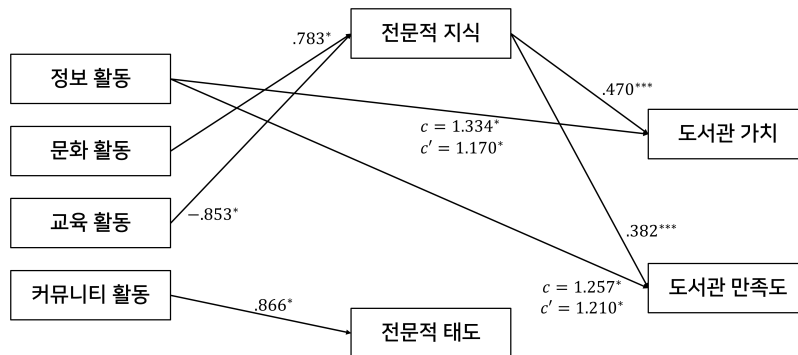 전문적 지식
.783*
정보 활동
.470***
c = 1.334*
c′ = 1.170*
도서관 가치
문화 활동
교육 활동
−.853*
.382***
커뮤니티 활동
c = 1.257*
c′ = 1.210*
도서관 만족도
.866*
전문적 태도